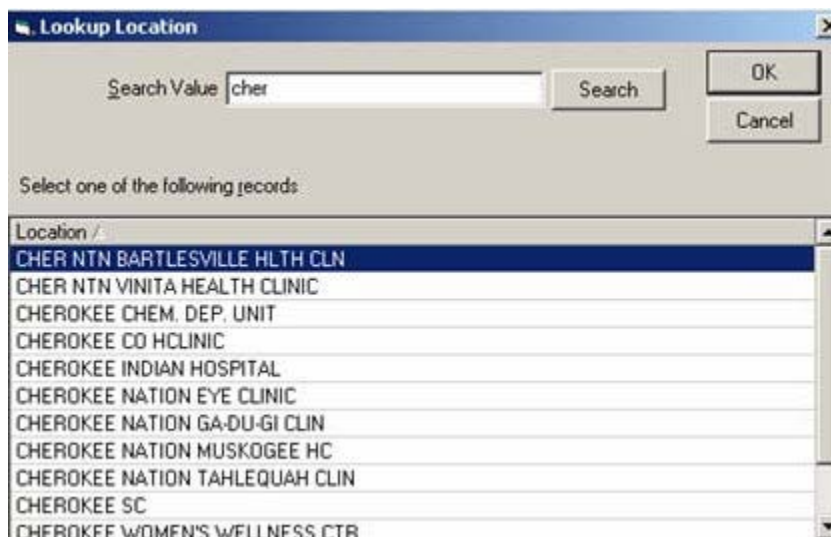 Lookup Location
Search Value cher Search OK
Cancel
Select one of the following records
Location
CHER NTN BARTLESVILLE HLTH CLN
CHER NTN VINITA HEALTH CLINIC
CHEROKEE CHEM. DEP. UNIT
CHEROKEE CO HCLINIC
CHEROKEE INDIAN HOSPITAL
CHEROKEE NATION EYE CLINIC
CHEROKEE NATION GA-DU-GI CLIN
CHEROKEE NATION MUSKOGEE HC
CHEROKEE NATION TAHLEQUAH CLIN
CHEROKEE SC
CHEROKEE WOMEN'S WELLNESS CTR